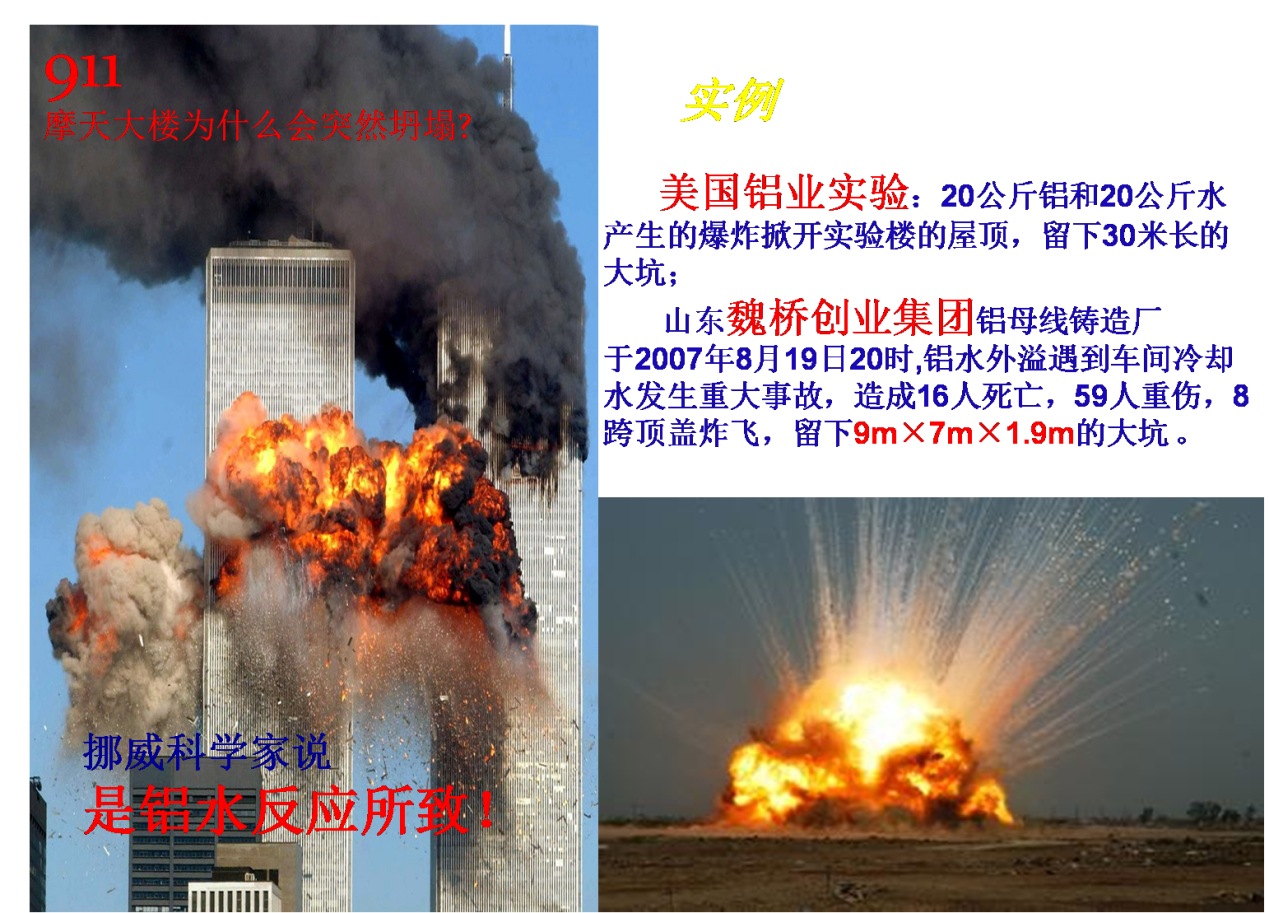 911
摩天大楼为什么会突然坍塌?
挪威科学家说
是铝水反应所致！
实例
美国铝业实验：20公斤铝和20公斤水
产生的爆炸掀开实验楼的屋顶，留下30米长的
大坑；
山东魏桥创业集团铝母线铸造厂
于2007年8月19日20时,铝水外溢遇到车间冷却
水发生重大事故，造成16人死亡，59人重伤，8
跨顶盖炸飞，留下9m×7m×1.9m的大坑。